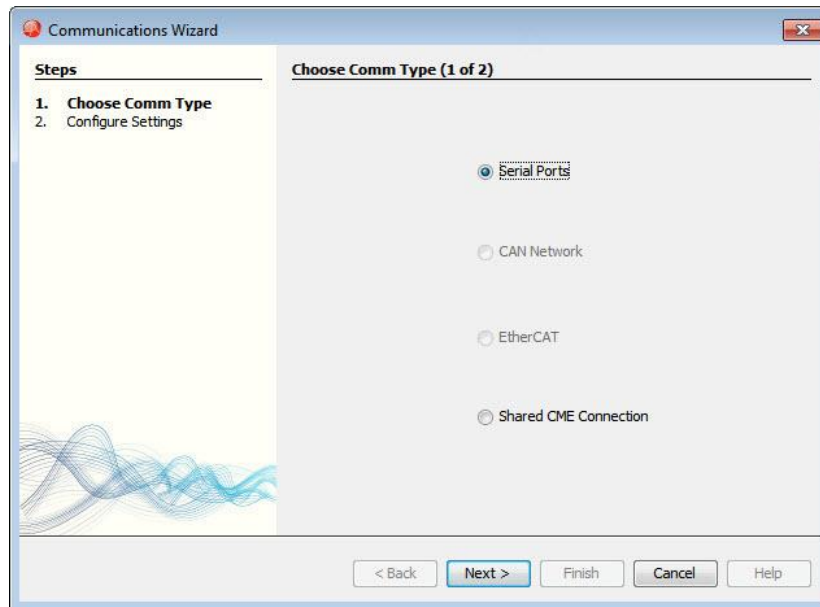 Communications Wizard
Steps
1. Choose Comm Type
2. Configure Settings
Choose Comm Type (1 of 2)
Serial Ports
CAN Network
EtherCAT
Shared CME Connection
< Back
Next >
Finish
Cancel
Help